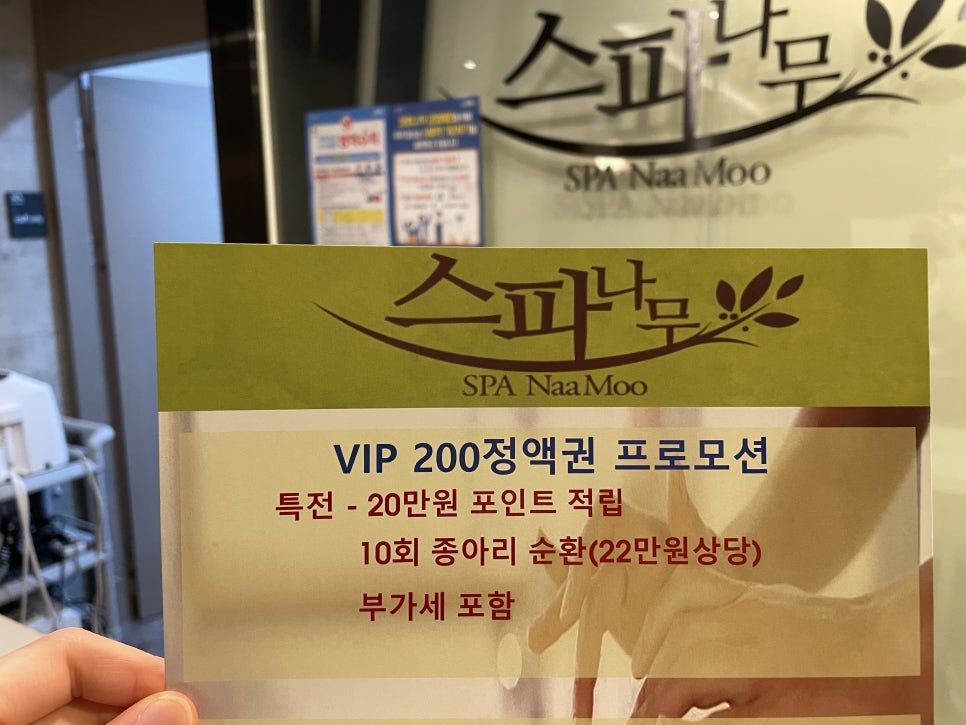 스파나무
SPA NaaMoo
스파나무
SPA NaaMoo
VIP 200정액권 프로모션
특전 - 20만원 포인트 적립
10회 종아리 순환(22만원상당)
부가세 포함